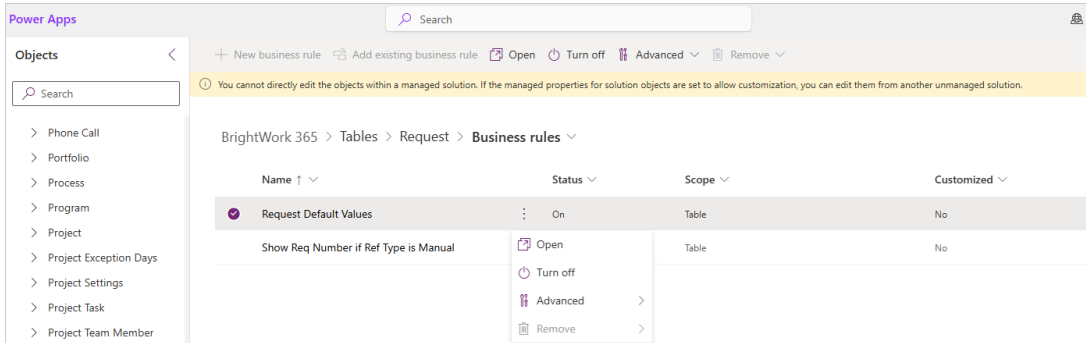 Power Apps
Search
Objects
New business rule Add existing business rule Open Turn off Advanced Remove
You cannot directly edit the objects within a managed solution. If the managed properties for solution objects are set to allow customization, you can edit them from another unmanaged solution.
Search
Phone Call
Portfolio
Process
Program
Project
Project Exception Days
Project Settings
Project Task
Project Team Member
BrightWork 365 > Tables > Request > Business rules
Name ↑ Status Scope Customized
Request Default Values On Table No
Show Req Number if Ref Type is Manual Table No
Open
Turn off
Advanced
Remove